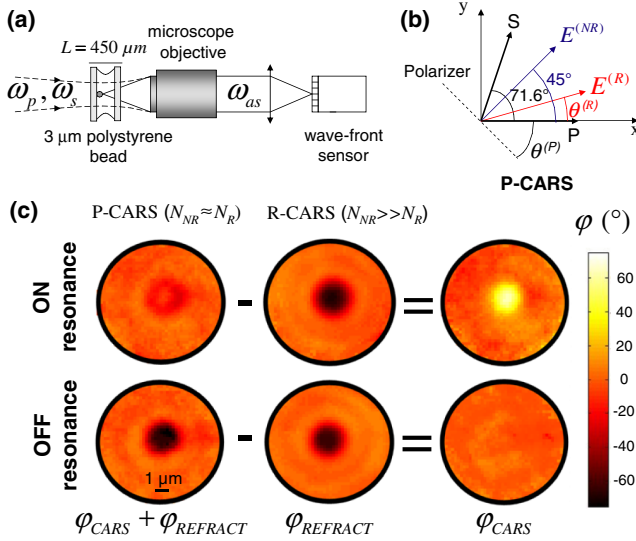 (a)
L = 450 μm
microscope
objective
ω_p, ω_s
ω_as
3 μm polystyrene
bead
wave-front
sensor
(b)
y
S
E^(NR)
Polarizer
45°
E^(R)
71.6°
θ^(R)
P
x
θ^(P)
P-CARS
(c)
P-CARS (N_NR≈N_R)
R-CARS (N_NR>>N_R)
φ (°)
ON
resonance
-
=
60
40
20
0
-20
-40
-60
OFF
resonance
-
=
1 μm
φ_CARS + φ_REFRACT
φ_REFRACT
φ_CARS